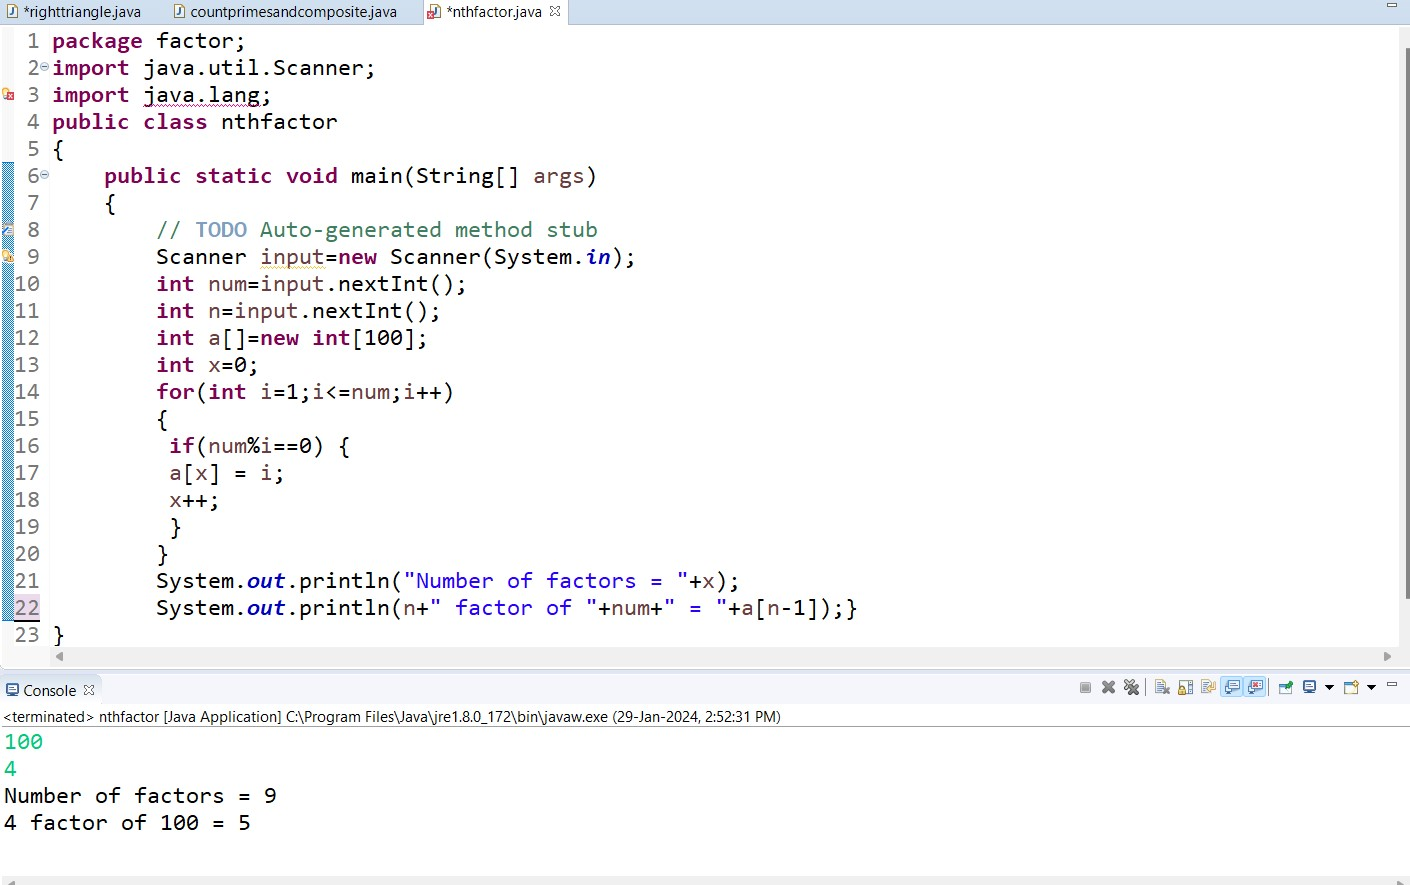 *righttriangle.java countprimesandcomposite.java *nthfactor.java
1 package factor;
2 import java.util.Scanner;
3 import java.lang;
4 public class nthfactor
5 {
6 public static void main(String[] args)
7 {
8 // TODO Auto-generated method stub
9 Scanner input=new Scanner(System.in);
10 int num=input.nextInt();
11 int n=input.nextInt();
12 int a[]=new int[100];
13 int x=0;
14 for(int i=1;i<=num;i++)
15 {
16 if(num%i==0) {
17 a[x] = i;
18 x++;
19 }
20 }
21 System.out.println("Number of factors = "+x);
22 System.out.println(n+" factor of "+num+" = "+a[n-1]);}
23 }
Console
<terminated> nthfactor [Java Application] C:\Program Files\Java\jre1.8.0_172\bin\javaw.exe (29-Jan-2024, 2:52:31 PM)
100
4
Number of factors = 9
4 factor of 100 = 5